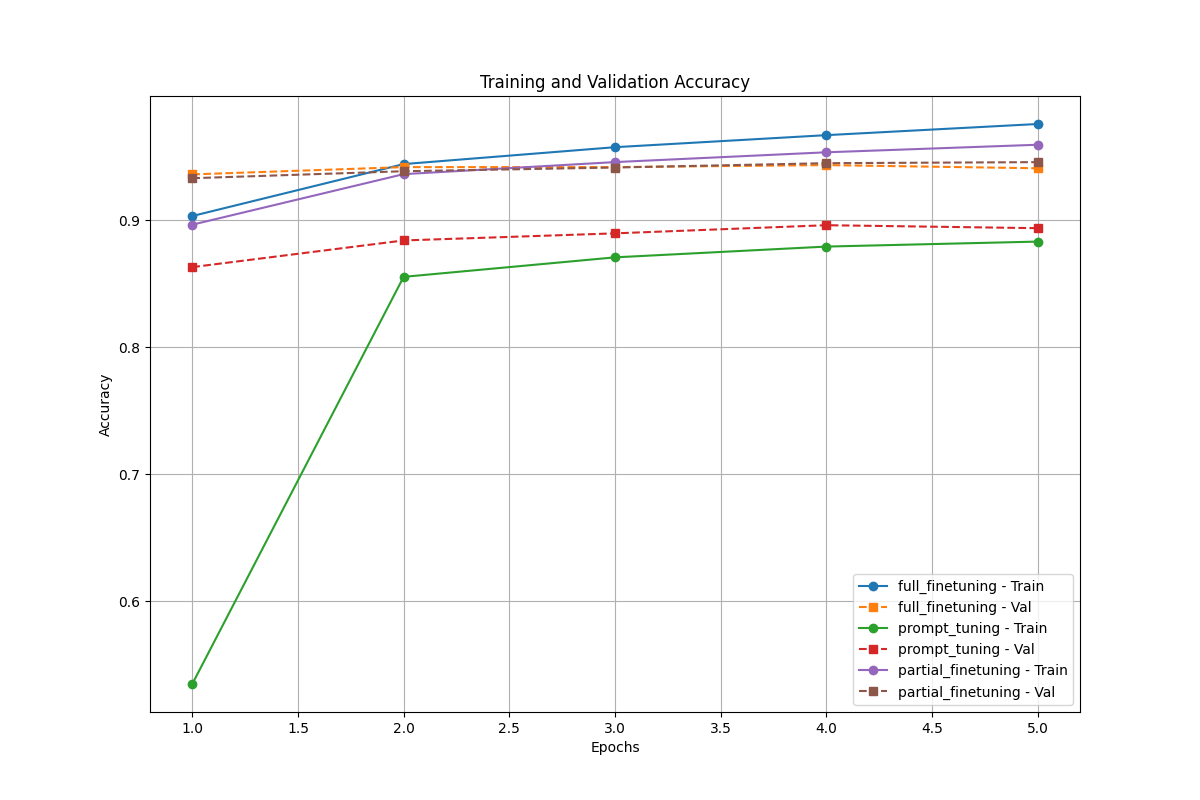 Training and Validation Accuracy
Accuracy
0.9
0.8
0.7
0.6
1.0 1.5 2.0 2.5 3.0 3.5 4.0 4.5 5.0
Epochs
full_finetuning - Train
full_finetuning - Val
prompt_tuning - Train
prompt_tuning - Val
partial_finetuning - Train
partial_finetuning - Val